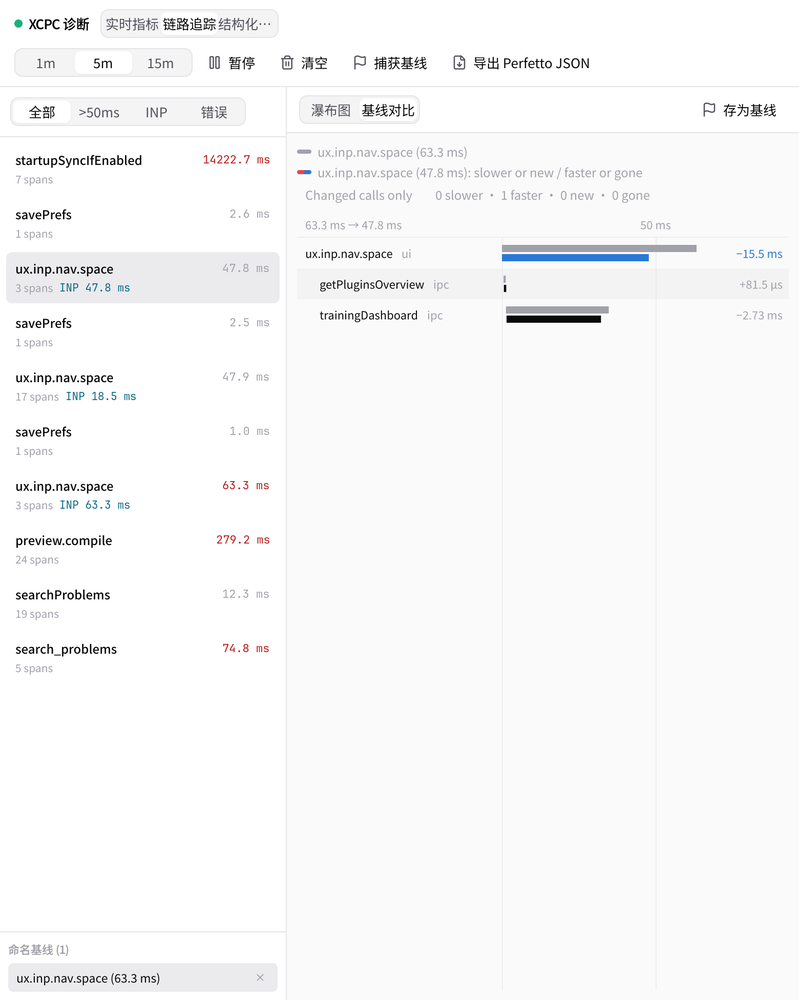 XCPC 诊断
实时指标 链路追踪 结构化…
1m 5m 15m 暂停 清空 捕获基线 导出 Perfetto JSON
全部 >50ms INP 错误
startupSyncIfEnabled 14222.7 ms
7 spans
savePrefs 2.6 ms
1 spans
ux.inp.nav.space 47.8 ms
3 spans INP 47.8 ms
savePrefs 2.5 ms
1 spans
ux.inp.nav.space 47.9 ms
17 spans INP 18.5 ms
savePrefs 1.0 ms
1 spans
ux.inp.nav.space 63.3 ms
3 spans INP 63.3 ms
preview.compile 279.2 ms
24 spans
searchProblems 12.3 ms
19 spans
search_problems 74.8 ms
5 spans
命名基线 (1)
ux.inp.nav.space (63.3 ms) ×
瀑布图 基线对比 存为基线
ux.inp.nav.space (63.3 ms)
ux.inp.nav.space (47.8 ms): slower or new / faster or gone
Changed calls only 0 slower • 1 faster • 0 new • 0 gone
63.3 ms → 47.8 ms 50 ms
ux.inp.nav.space ui −15.5 ms
getPluginsOverview ipc +81.5 µs
trainingDashboard ipc −2.73 ms